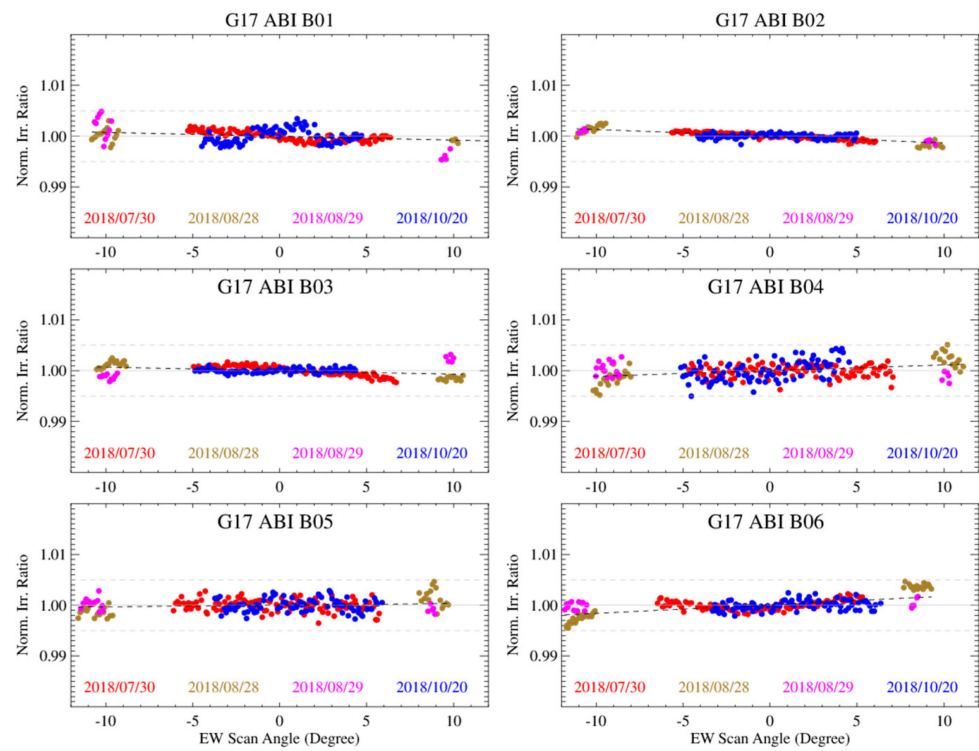 G17 ABI B01
G17 ABI B02
Norm. Irr. Ratio
1.01
1.00
0.99
2018/07/30 2018/08/28 2018/08/29 2018/10/20
-10 -5 0 5 10
Norm. Irr. Ratio
1.01
1.00
0.99
2018/07/30 2018/08/28 2018/08/29 2018/10/20
-10 -5 0 5 10
G17 ABI B03
G17 ABI B04
Norm. Irr. Ratio
1.01
1.00
0.99
2018/07/30 2018/08/28 2018/08/29 2018/10/20
-10 -5 0 5 10
Norm. Irr. Ratio
1.01
1.00
0.99
2018/07/30 2018/08/28 2018/08/29 2018/10/20
-10 -5 0 5 10
G17 ABI B05
G17 ABI B06
Norm. Irr. Ratio
1.01
1.00
0.99
2018/07/30 2018/08/28 2018/08/29 2018/10/20
-10 -5 0 5 10
EW Scan Angle (Degree)
Norm. Irr. Ratio
1.01
1.00
0.99
2018/07/30 2018/08/28 2018/08/29 2018/10/20
-10 -5 0 5 10
EW Scan Angle (Degree)